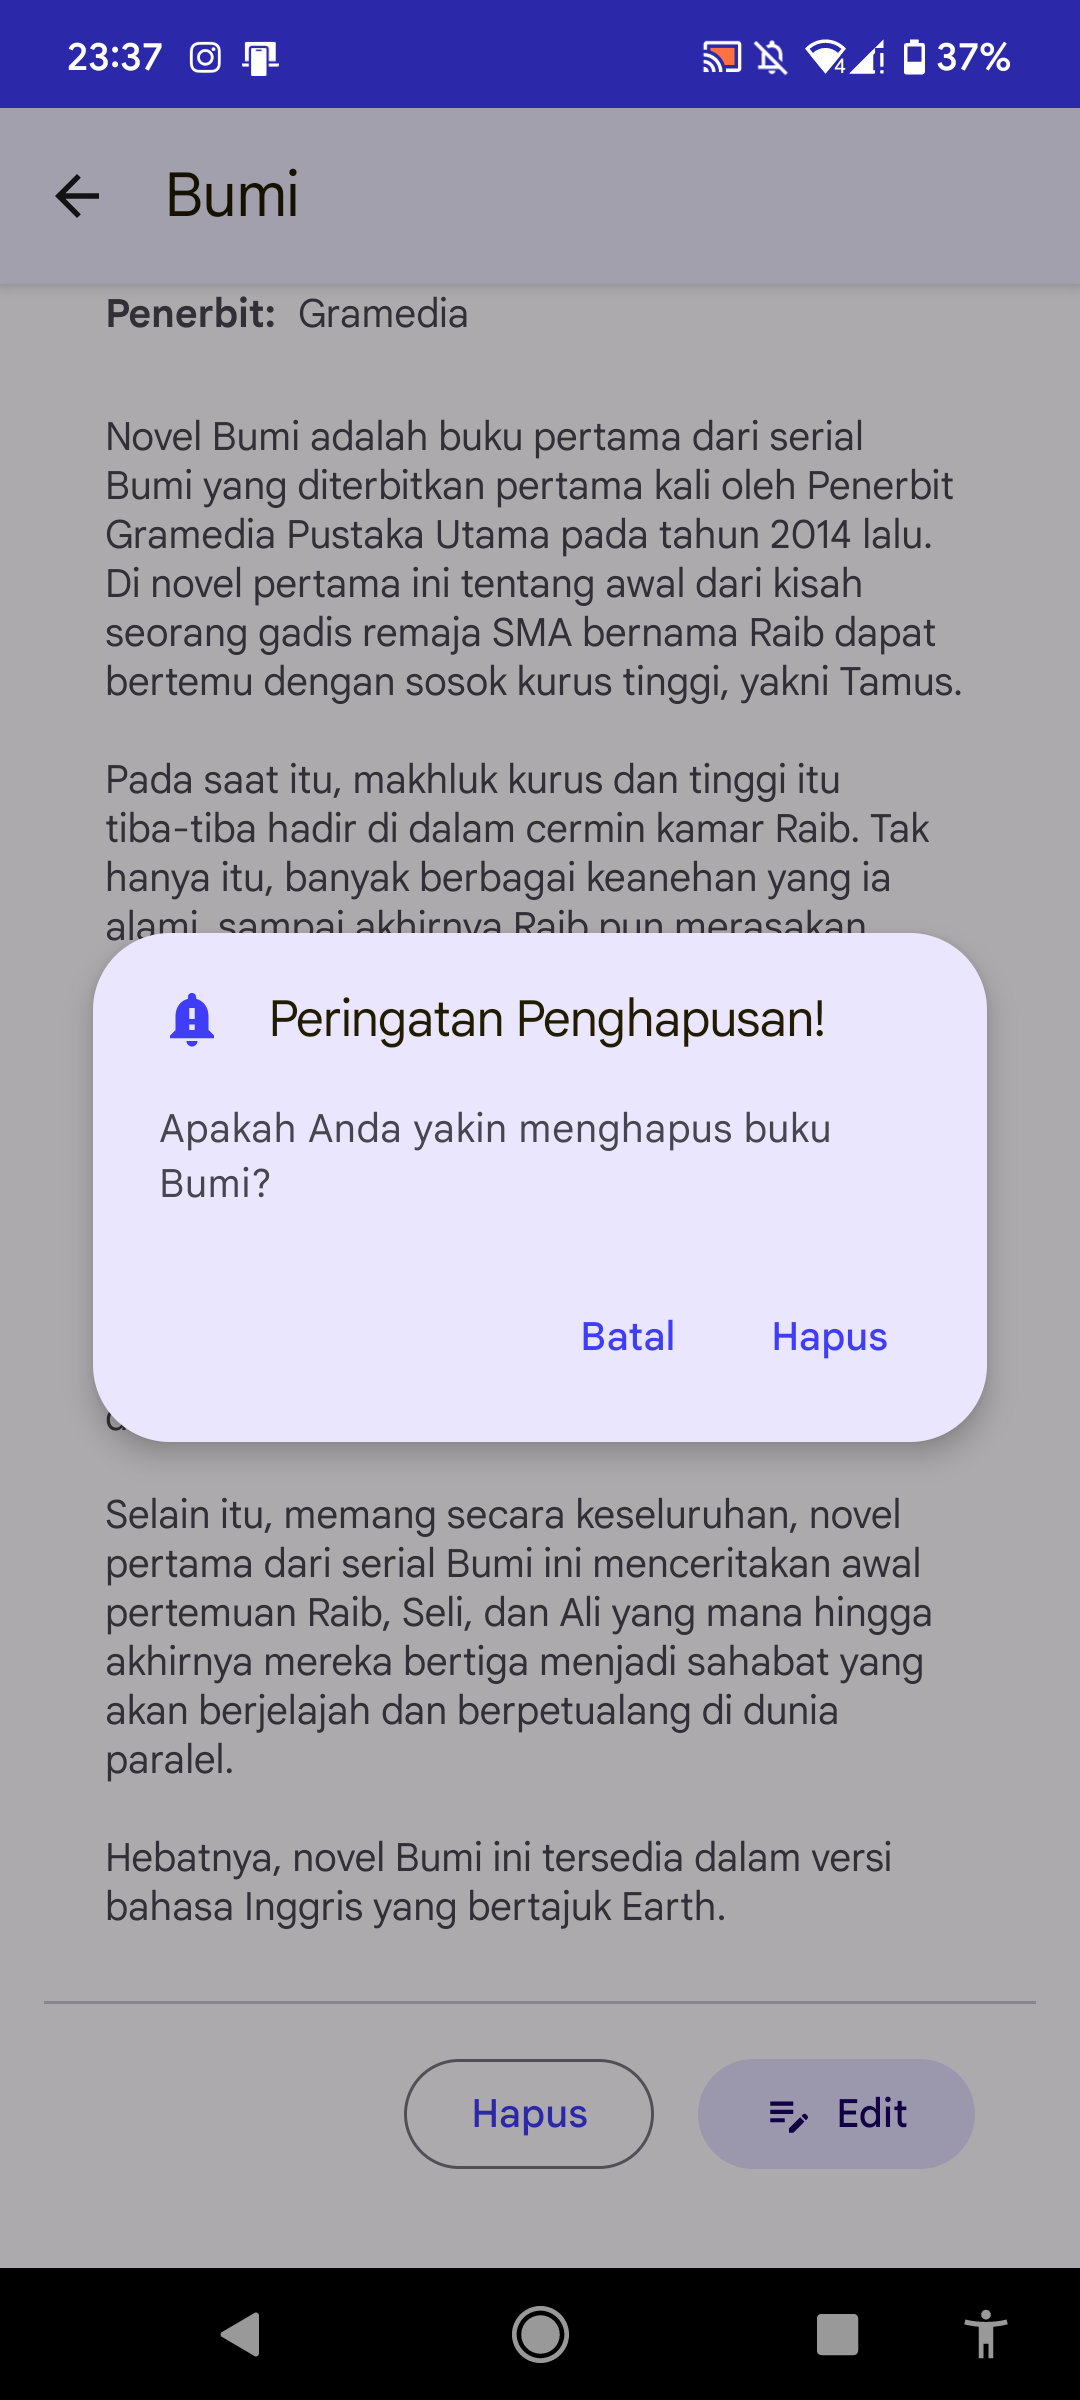 23:37
4
37%
Bumi
Penerbit: Gramedia
Novel Bumi adalah buku pertama dari serial
Bumi yang diterbitkan pertama kali oleh Penerbit
Gramedia Pustaka Utama pada tahun 2014 lalu.
Di novel pertama ini tentang awal dari kisah
seorang gadis remaja SMA bernama Raib dapat
bertemu dengan sosok kurus tinggi, yakni Tamus.
Pada saat itu, makhluk kurus dan tinggi itu
tiba-tiba hadir di dalam cermin kamar Raib. Tak
hanya itu, banyak berbagai keanehan yang ia
alami, sampai akhirnya Raib pun merasakan
Peringatan Penghapusan!
Apakah Anda yakin menghapus buku
Bumi?
Batal Hapus
Selain itu, memang secara keseluruhan, novel
pertama dari serial Bumi ini menceritakan awal
pertemuan Raib, Seli, dan Ali yang mana hingga
akhirnya mereka bertiga menjadi sahabat yang
akan berjelajah dan berpetualang di dunia
paralel.
Hebatnya, novel Bumi ini tersedia dalam versi
bahasa Inggris yang bertajuk Earth.
Hapus Edit